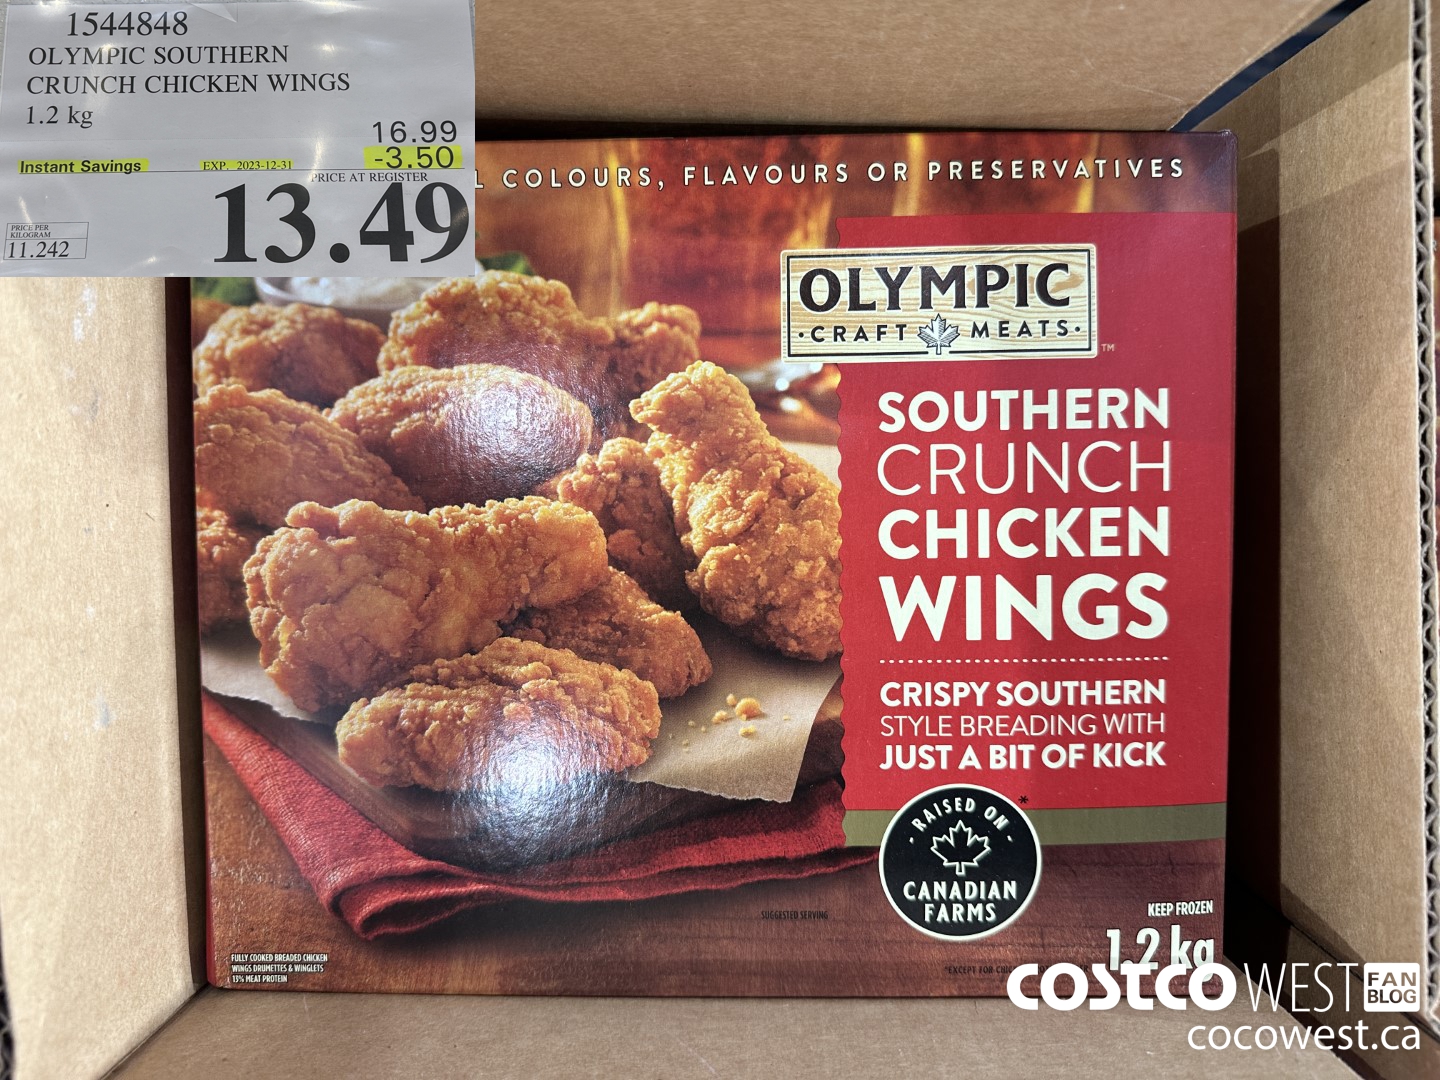 1544848
OLYMPIC SOUTHERN
CRUNCH CHICKEN WINGS
1.2 kg
16.99
Instant Savings EXP. 2023-12-31 -3.50
PRICE AT REGISTER
13.49
PRICE PER
KILOGRAM
11.242
L COLOURS, FLAVOURS OR PRESERVATIVES
OLYMPIC
•CRAFT MEATS•
TM
SOUTHERN
CRUNCH
CHICKEN
WINGS
CRISPY SOUTHERN
STYLE BREADING WITH
JUST A BIT OF KICK
• RAISED ON • *
CANADIAN
FARMS
SUGGESTED SERVING
KEEP FROZEN
1.2 kg
FULLY COOKED BREADED CHICKEN
WINGS DRUMETTES & WINGLETS
13% MEAT PROTEIN
*EXCEPT FOR
COSTCO WEST FAN
BLOG
cocowest.ca